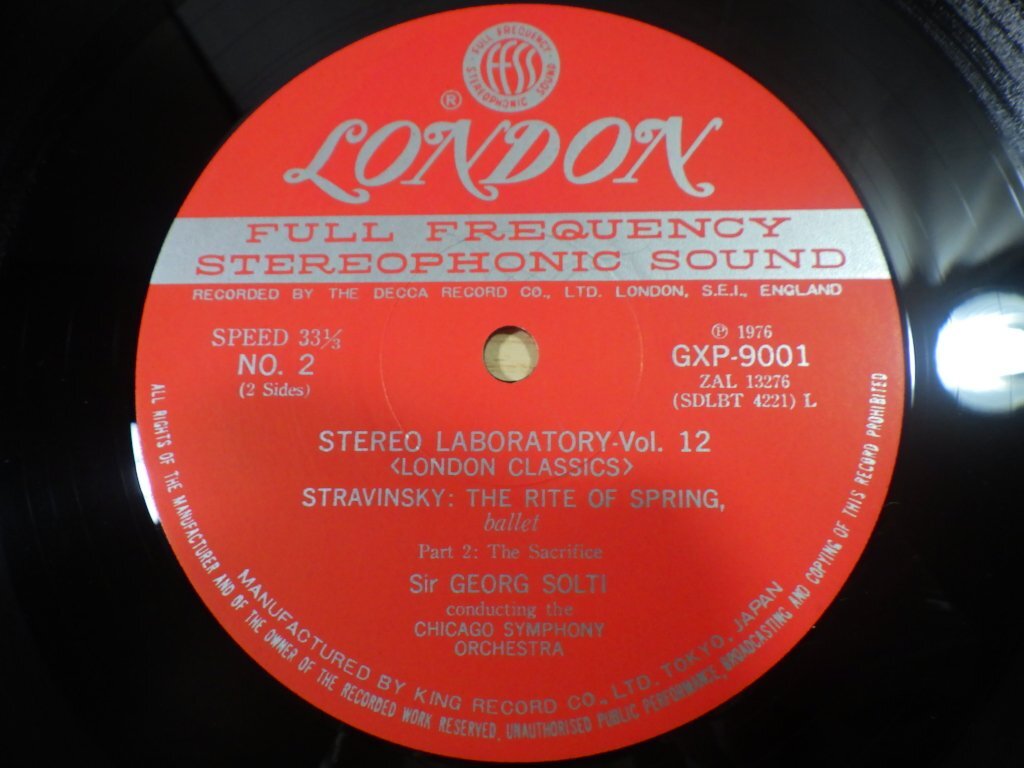 FULL FREQUENCY
FFSS
STEREOPHONIC SOUND
®
LONDON
FULL FREQUENCY
STEREOPHONIC SOUND
RECORDED BY THE DECCA RECORD CO., LTD. LONDON, S.E.I., ENGLAND
SPEED 33⅓
NO. 2
(2 Sides)
℗ 1976
GXP-9001
ZAL 13276
(SDLBT 4221) L
STEREO LABORATORY-Vol. 12
<LONDON CLASSICS>
STRAVINSKY: THE RITE OF SPRING,
ballet
Part 2: The Sacrifice
Sir GEORG SOLTI
conducting the
CHICAGO SYMPHONY
ORCHESTRA
MANUFACTURED BY KING RECORD CO., LTD. TOKYO, JAPAN
ALL RIGHTS OF THE MANUFACTURER AND OF THE OWNER OF THE RECORDED WORK RESERVED, UNAUTHORISED PUBLIC PERFORMANCE, BROADCASTING AND COPYING OF THIS RECORD PROHIBITED